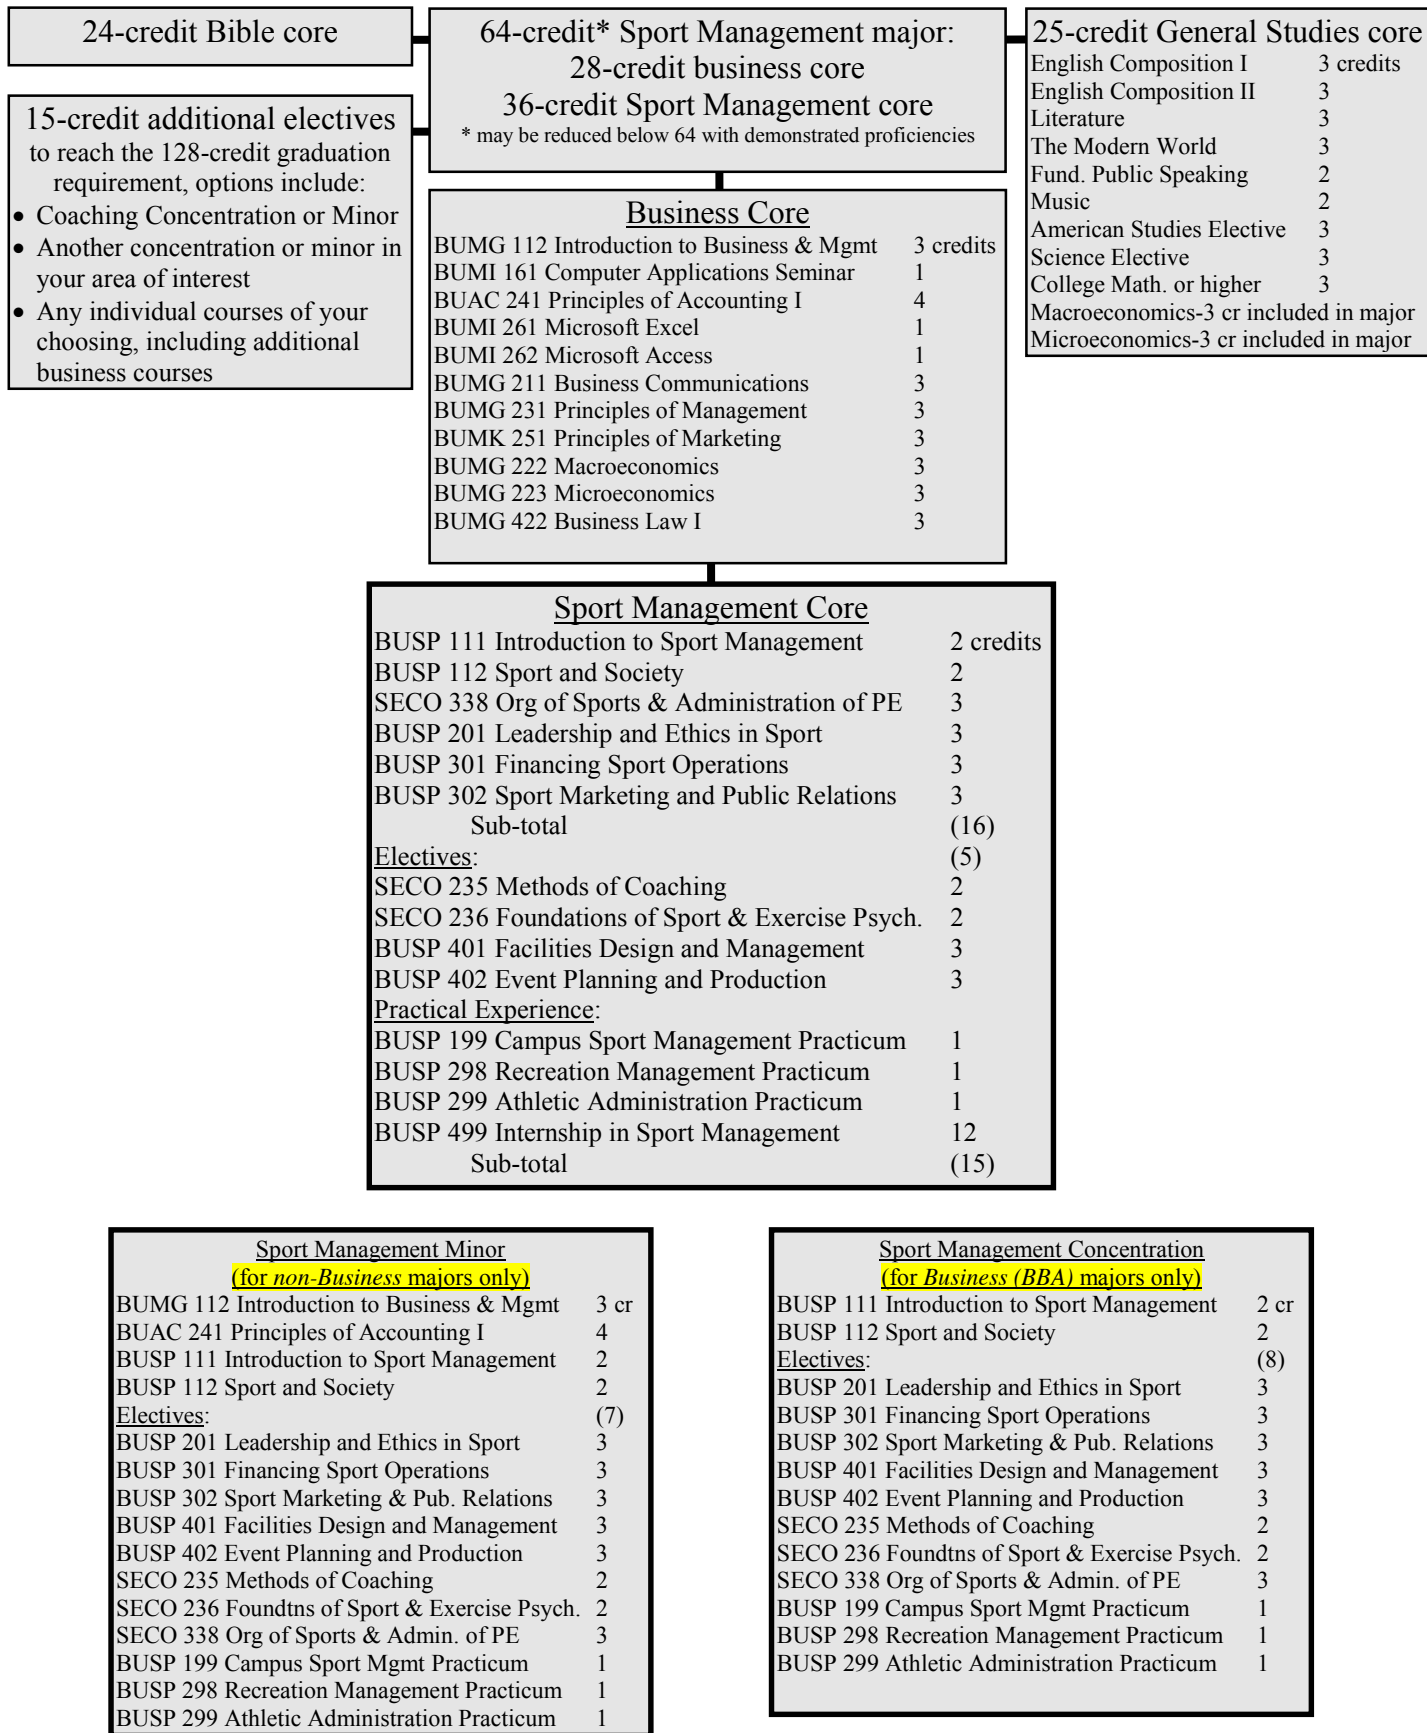 24-credit Bible core
64-credit* Sport Management major:
28-credit business core
36-credit Sport Management core
* may be reduced below 64 with demonstrated proficiencies
25-credit General Studies core
English Composition I 3 credits
English Composition II 3
Literature 3
The Modern World 3
Fund. Public Speaking 2
Music 2
American Studies Elective 3
Science Elective 3
College Math. or higher 3
Macroeconomics-3 cr included in major
Microeconomics-3 cr included in major
15-credit additional electives
to reach the 128-credit graduation
requirement, options include:
• Coaching Concentration or Minor
• Another concentration or minor in
your area of interest
• Any individual courses of your
choosing, including additional
business courses
Business Core
BUMG 112 Introduction to Business & Mgmt 3 credits
BUMI 161 Computer Applications Seminar 1
BUAC 241 Principles of Accounting I 4
BUMI 261 Microsoft Excel 1
BUMI 262 Microsoft Access 1
BUMG 211 Business Communications 3
BUMG 231 Principles of Management 3
BUMK 251 Principles of Marketing 3
BUMG 222 Macroeconomics 3
BUMG 223 Microeconomics 3
BUMG 422 Business Law I 3
Sport Management Core
BUSP 111 Introduction to Sport Management 2 credits
BUSP 112 Sport and Society 2
SECO 338 Org of Sports & Administration of PE 3
BUSP 201 Leadership and Ethics in Sport 3
BUSP 301 Financing Sport Operations 3
BUSP 302 Sport Marketing and Public Relations 3
Sub-total (16)
Electives: (5)
SECO 235 Methods of Coaching 2
SECO 236 Foundations of Sport & Exercise Psych. 2
BUSP 401 Facilities Design and Management 3
BUSP 402 Event Planning and Production 3
Practical Experience:
BUSP 199 Campus Sport Management Practicum 1
BUSP 298 Recreation Management Practicum 1
BUSP 299 Athletic Administration Practicum 1
BUSP 499 Internship in Sport Management 12
Sub-total (15)
Sport Management Minor
(for non-Business majors only)
BUMG 112 Introduction to Business & Mgmt 3 cr
BUAC 241 Principles of Accounting I 4
BUSP 111 Introduction to Sport Management 2
BUSP 112 Sport and Society 2
Electives: (7)
BUSP 201 Leadership and Ethics in Sport 3
BUSP 301 Financing Sport Operations 3
BUSP 302 Sport Marketing & Pub. Relations 3
BUSP 401 Facilities Design and Management 3
BUSP 402 Event Planning and Production 3
SECO 235 Methods of Coaching 2
SECO 236 Foundtns of Sport & Exercise Psych. 2
SECO 338 Org of Sports & Admin. of PE 3
BUSP 199 Campus Sport Mgmt Practicum 1
BUSP 298 Recreation Management Practicum 1
BUSP 299 Athletic Administration Practicum 1
Sport Management Concentration
(for Business (BBA) majors only)
BUSP 111 Introduction to Sport Management 2 cr
BUSP 112 Sport and Society 2
Electives: (8)
BUSP 201 Leadership and Ethics in Sport 3
BUSP 301 Financing Sport Operations 3
BUSP 302 Sport Marketing & Pub. Relations 3
BUSP 401 Facilities Design and Management 3
BUSP 402 Event Planning and Production 3
SECO 235 Methods of Coaching 2
SECO 236 Foundtns of Sport & Exercise Psych. 2
SECO 338 Org of Sports & Admin. of PE 3
BUSP 199 Campus Sport Mgmt Practicum 1
BUSP 298 Recreation Management Practicum 1
BUSP 299 Athletic Administration Practicum 1